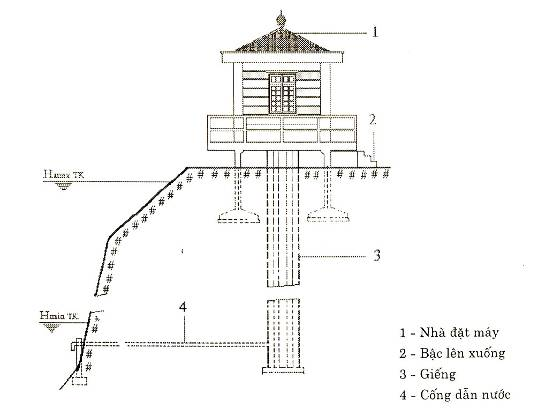 1
2
Hmax TK
3
Hmin TK
4
1 - Nhà đặt máy
2 - Bậc lên xuống
3 - Giếng
4 - Cống dẫn nước